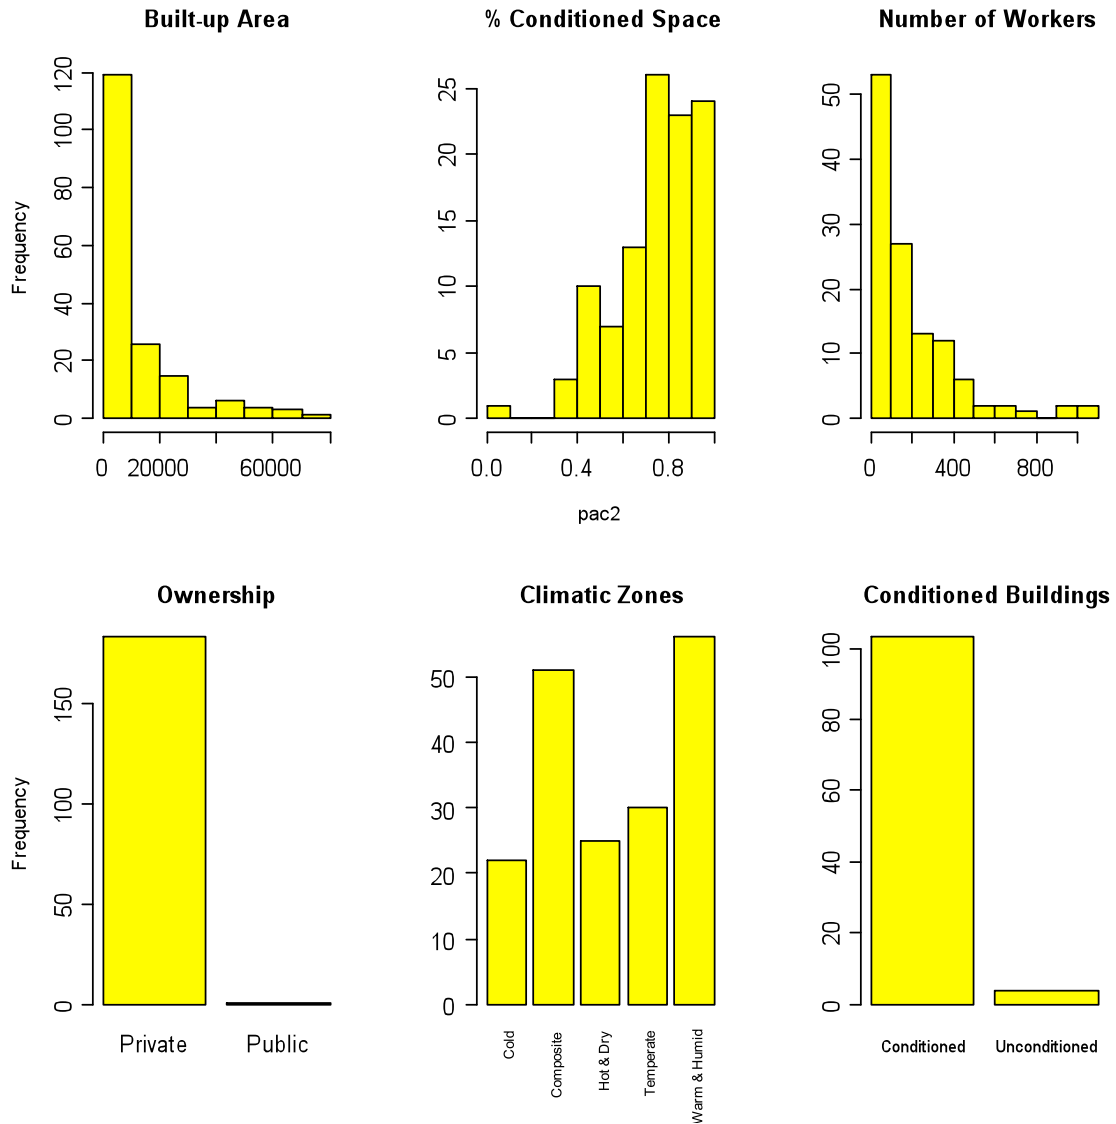 Built-up Area
% Conditioned Space
Number of Workers
Frequency
0 20 40 60 80 100 120
0 5 10 15 20 25
0 10 20 30 40 50
0 20000 60000
0.0 0.4 0.8
0 400 800
pac2
Ownership
Climatic Zones
Conditioned Buildings
Frequency
0 50 100 150
0 10 20 30 40 50
0 20 40 60 80 100
Private Public
Cold
Composite
Hot & Dry
Temperate
Warm & Humid
Conditioned Unconditioned